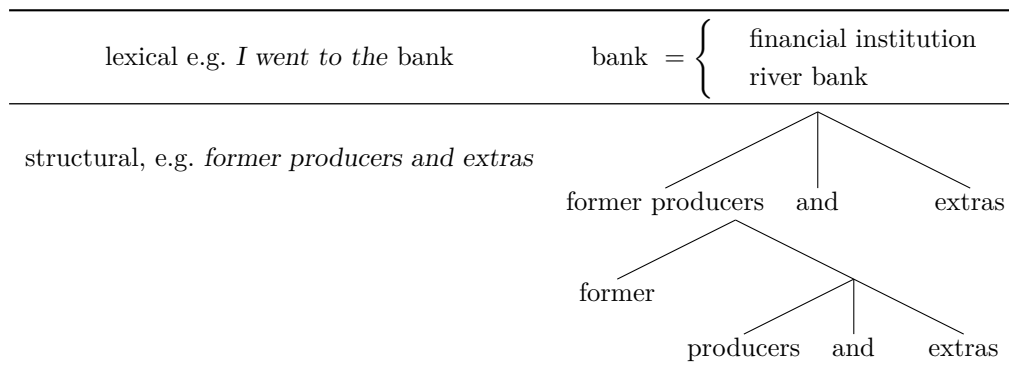 lexical e.g. I went to the bank
bank = { financial institution
river bank
structural, e.g. former producers and extras
former producers and extras
former
producers and extras